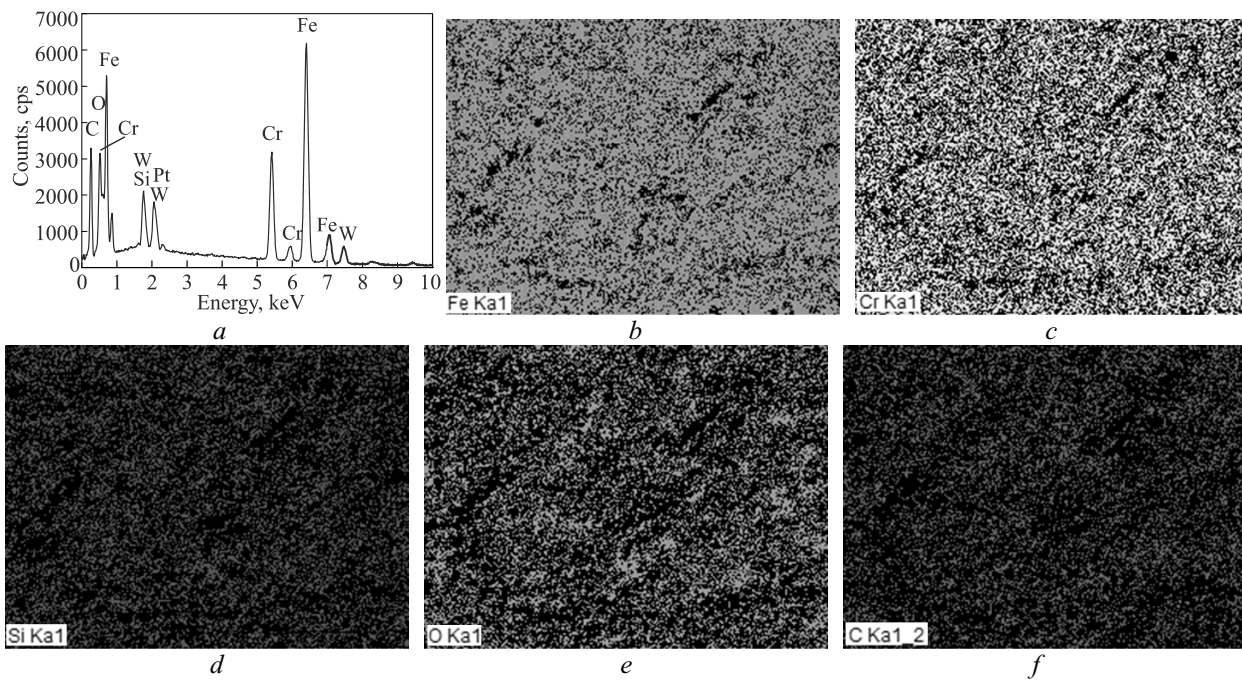 7000
6000
5000
4000
3000
2000
1000
0
Counts, cps
Fe
O
C
Cr
W
Si
Pt
W
Cr
Cr
Fe
Fe
W
0 1 2 3 4 5 6 7 8 9 10
Energy, keV
a
Fe Ka1
b
Cr Ka1
c
Si Ka1
d
O Ka1
e
C Ka1_2
f